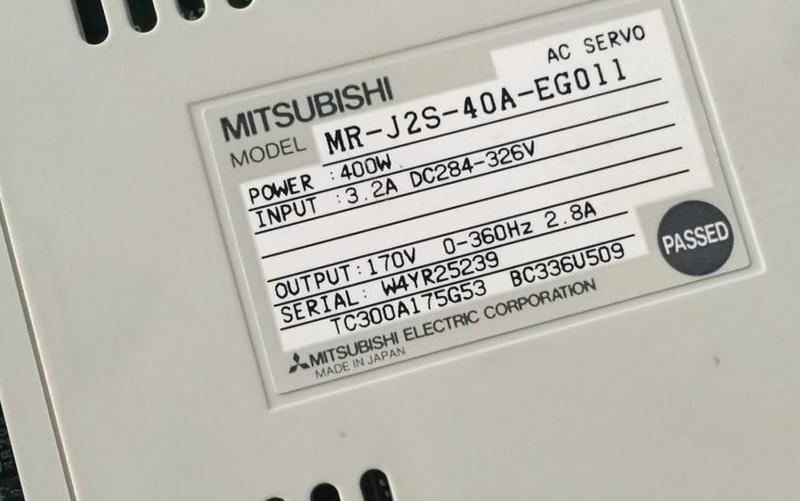 AC SERVO
MITSUBISHI
MODEL MR-J2S-40A-EG011
POWER :400W
INPUT :3.2A DC284-326V
OUTPUT:170V 0-360Hz 2.8A
SERIAL: W4YR25239
TC300A175G53 BC336U509
PASSED
MITSUBISHI ELECTRIC CORPORATION
MADE IN JAPAN